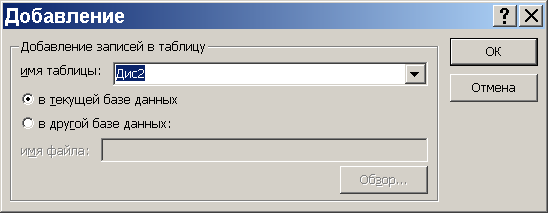 Добавление
Добавление записей в таблицу
имя таблицы: Дис2
в текущей базе данных
в другой базе данных:
имя файла:
Обзор...
ОК
Отмена